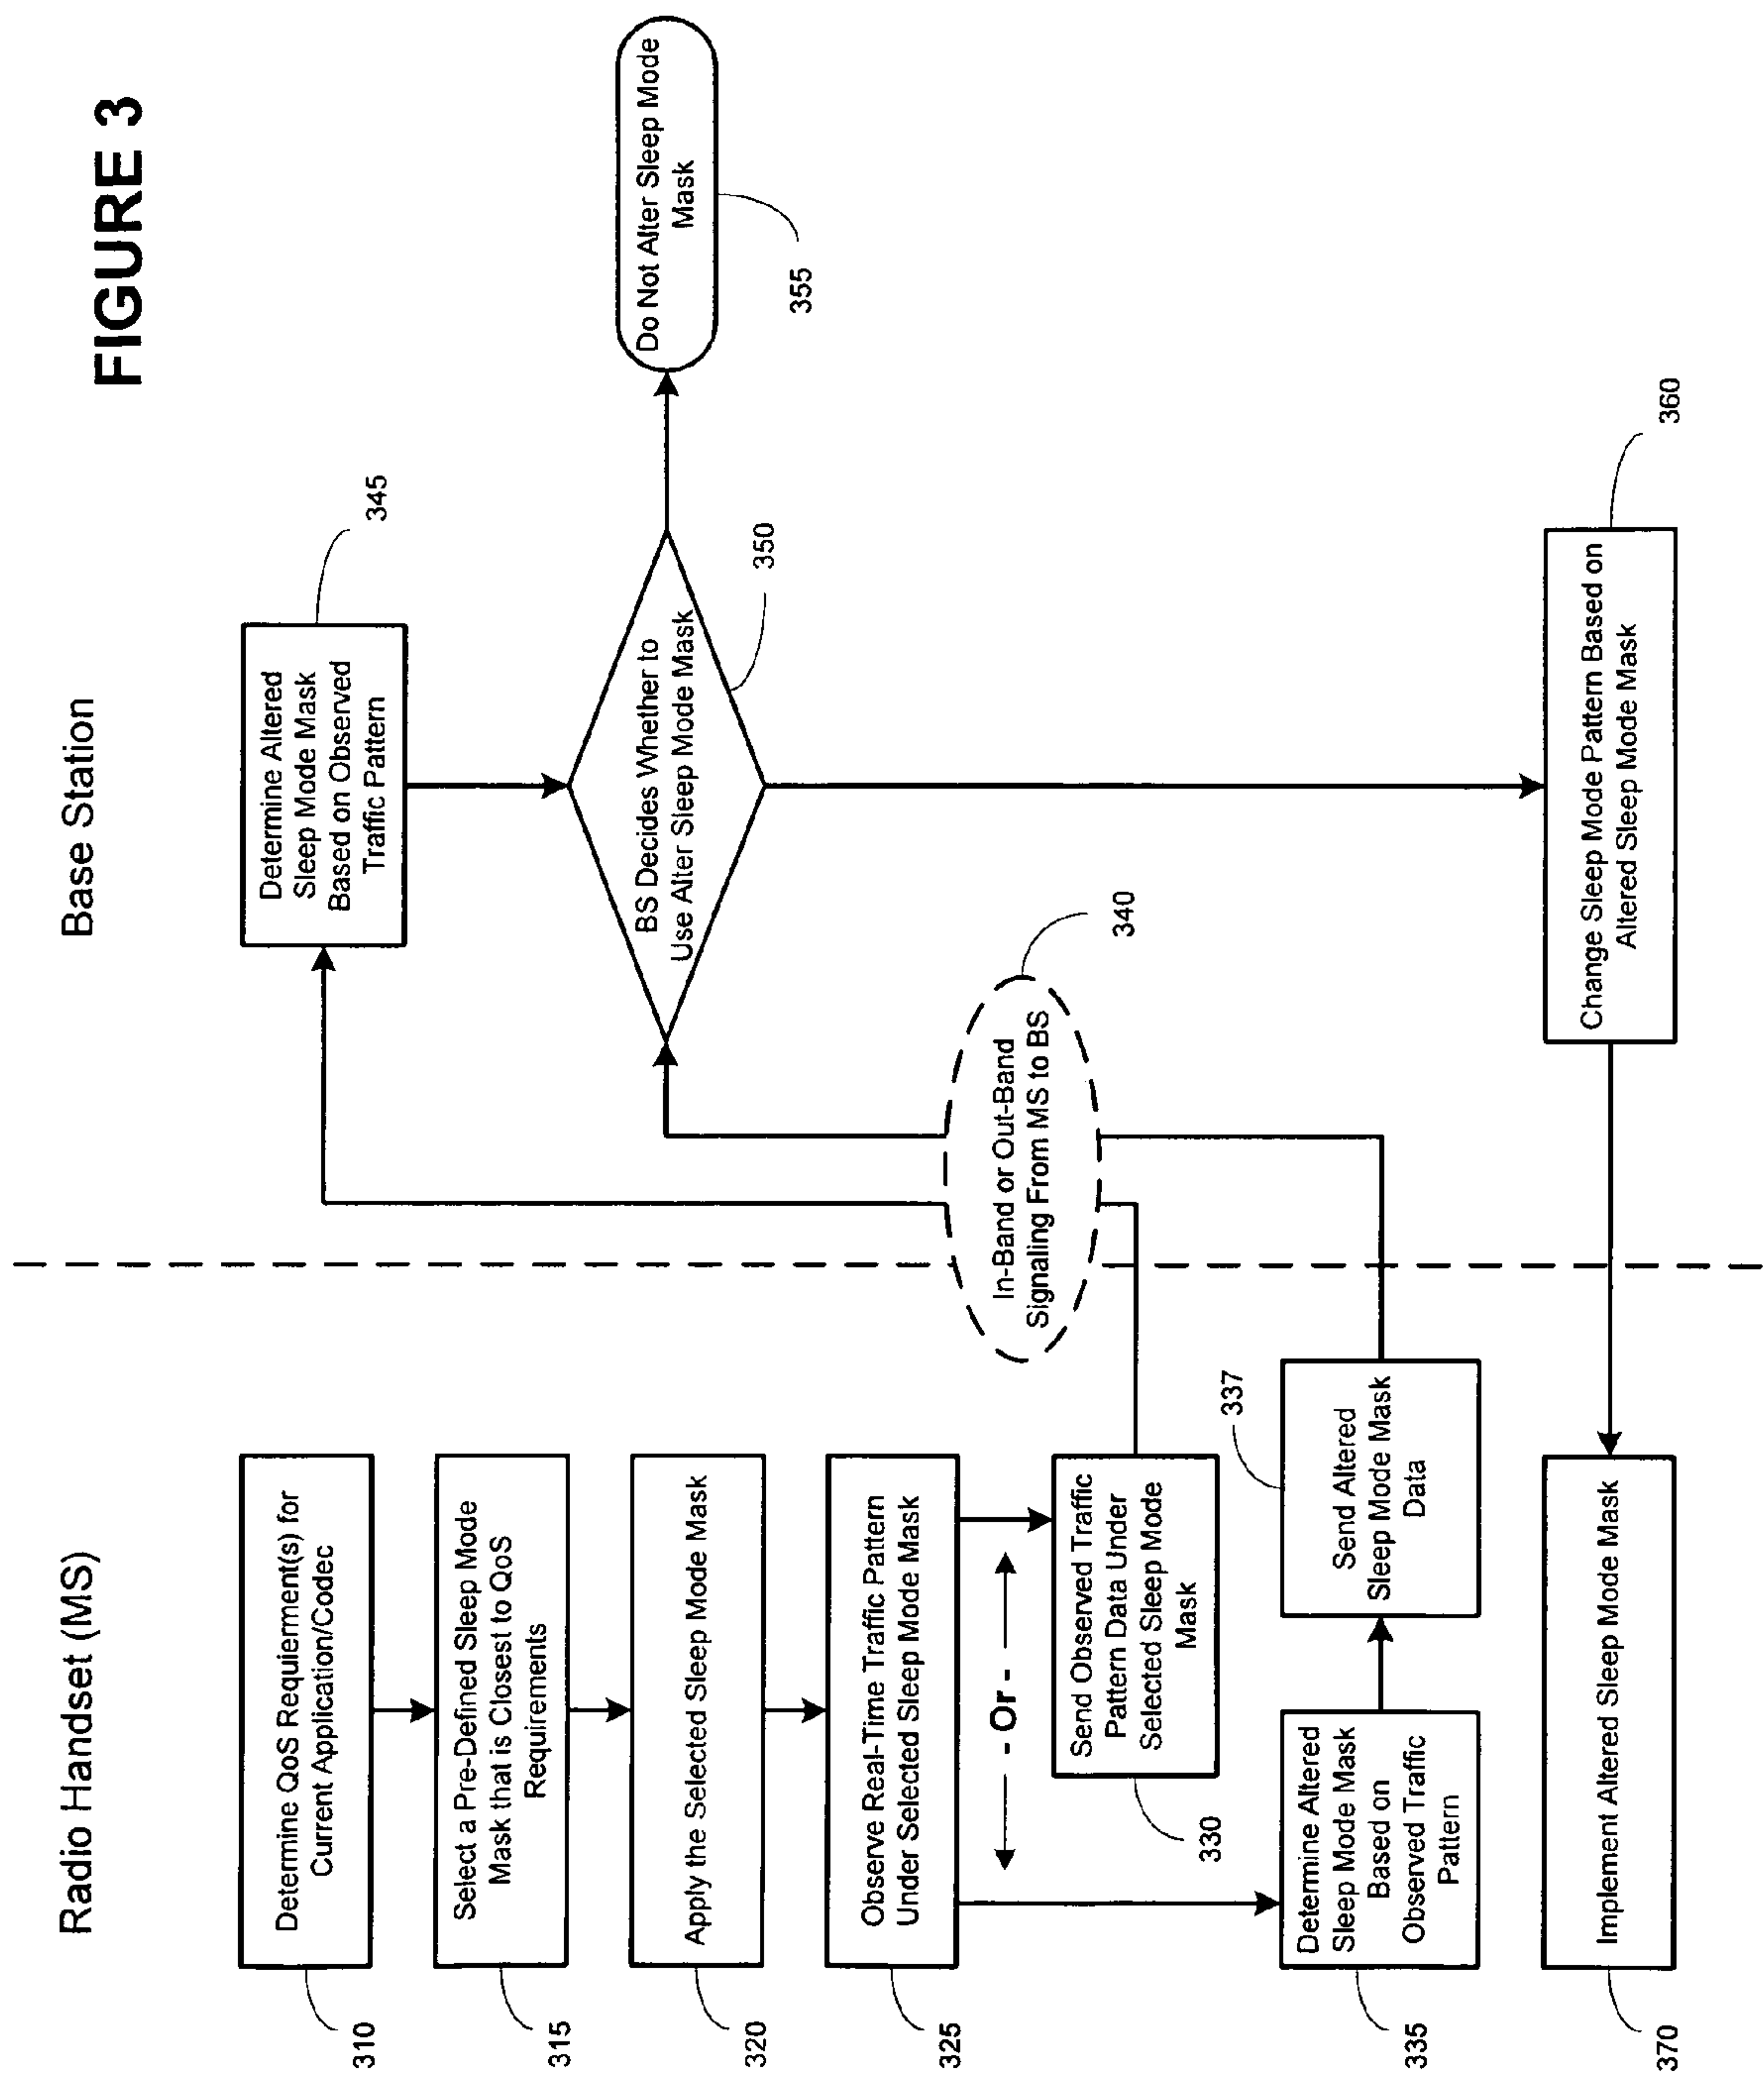 FIGURE 3
Radio Handset (MS)
Base Station
Determine QoS Requirement(s) for
Current Application/Codec
310
Select a Pre-Defined Sleep Mode
Mask that is Closest to QoS
Requirements
315
Apply the Selected Sleep Mode Mask
320
Observe Real-Time Traffic Pattern
Under Selected Sleep Mode Mask
325
- Or -
Send Observed Traffic
Pattern Data Under
Selected Sleep Mode
Mask
330
Determine Altered
Sleep Mode Mask
Based on
Observed Traffic
Pattern
335
Send Altered
Sleep Mode Mask
Data
337
In-Band or Out-Band
Signaling From MS to BS
340
Determine Altered
Sleep Mode Mask
Based on Observed
Traffic Pattern
345
BS Decides Whether to
Use Alter Sleep Mode Mask
350
Do Not Alter Sleep Mode
Mask
355
Change Sleep Mode Pattern Based on
Altered Sleep Mode Mask
360
Implement Altered Sleep Mode Mask
370